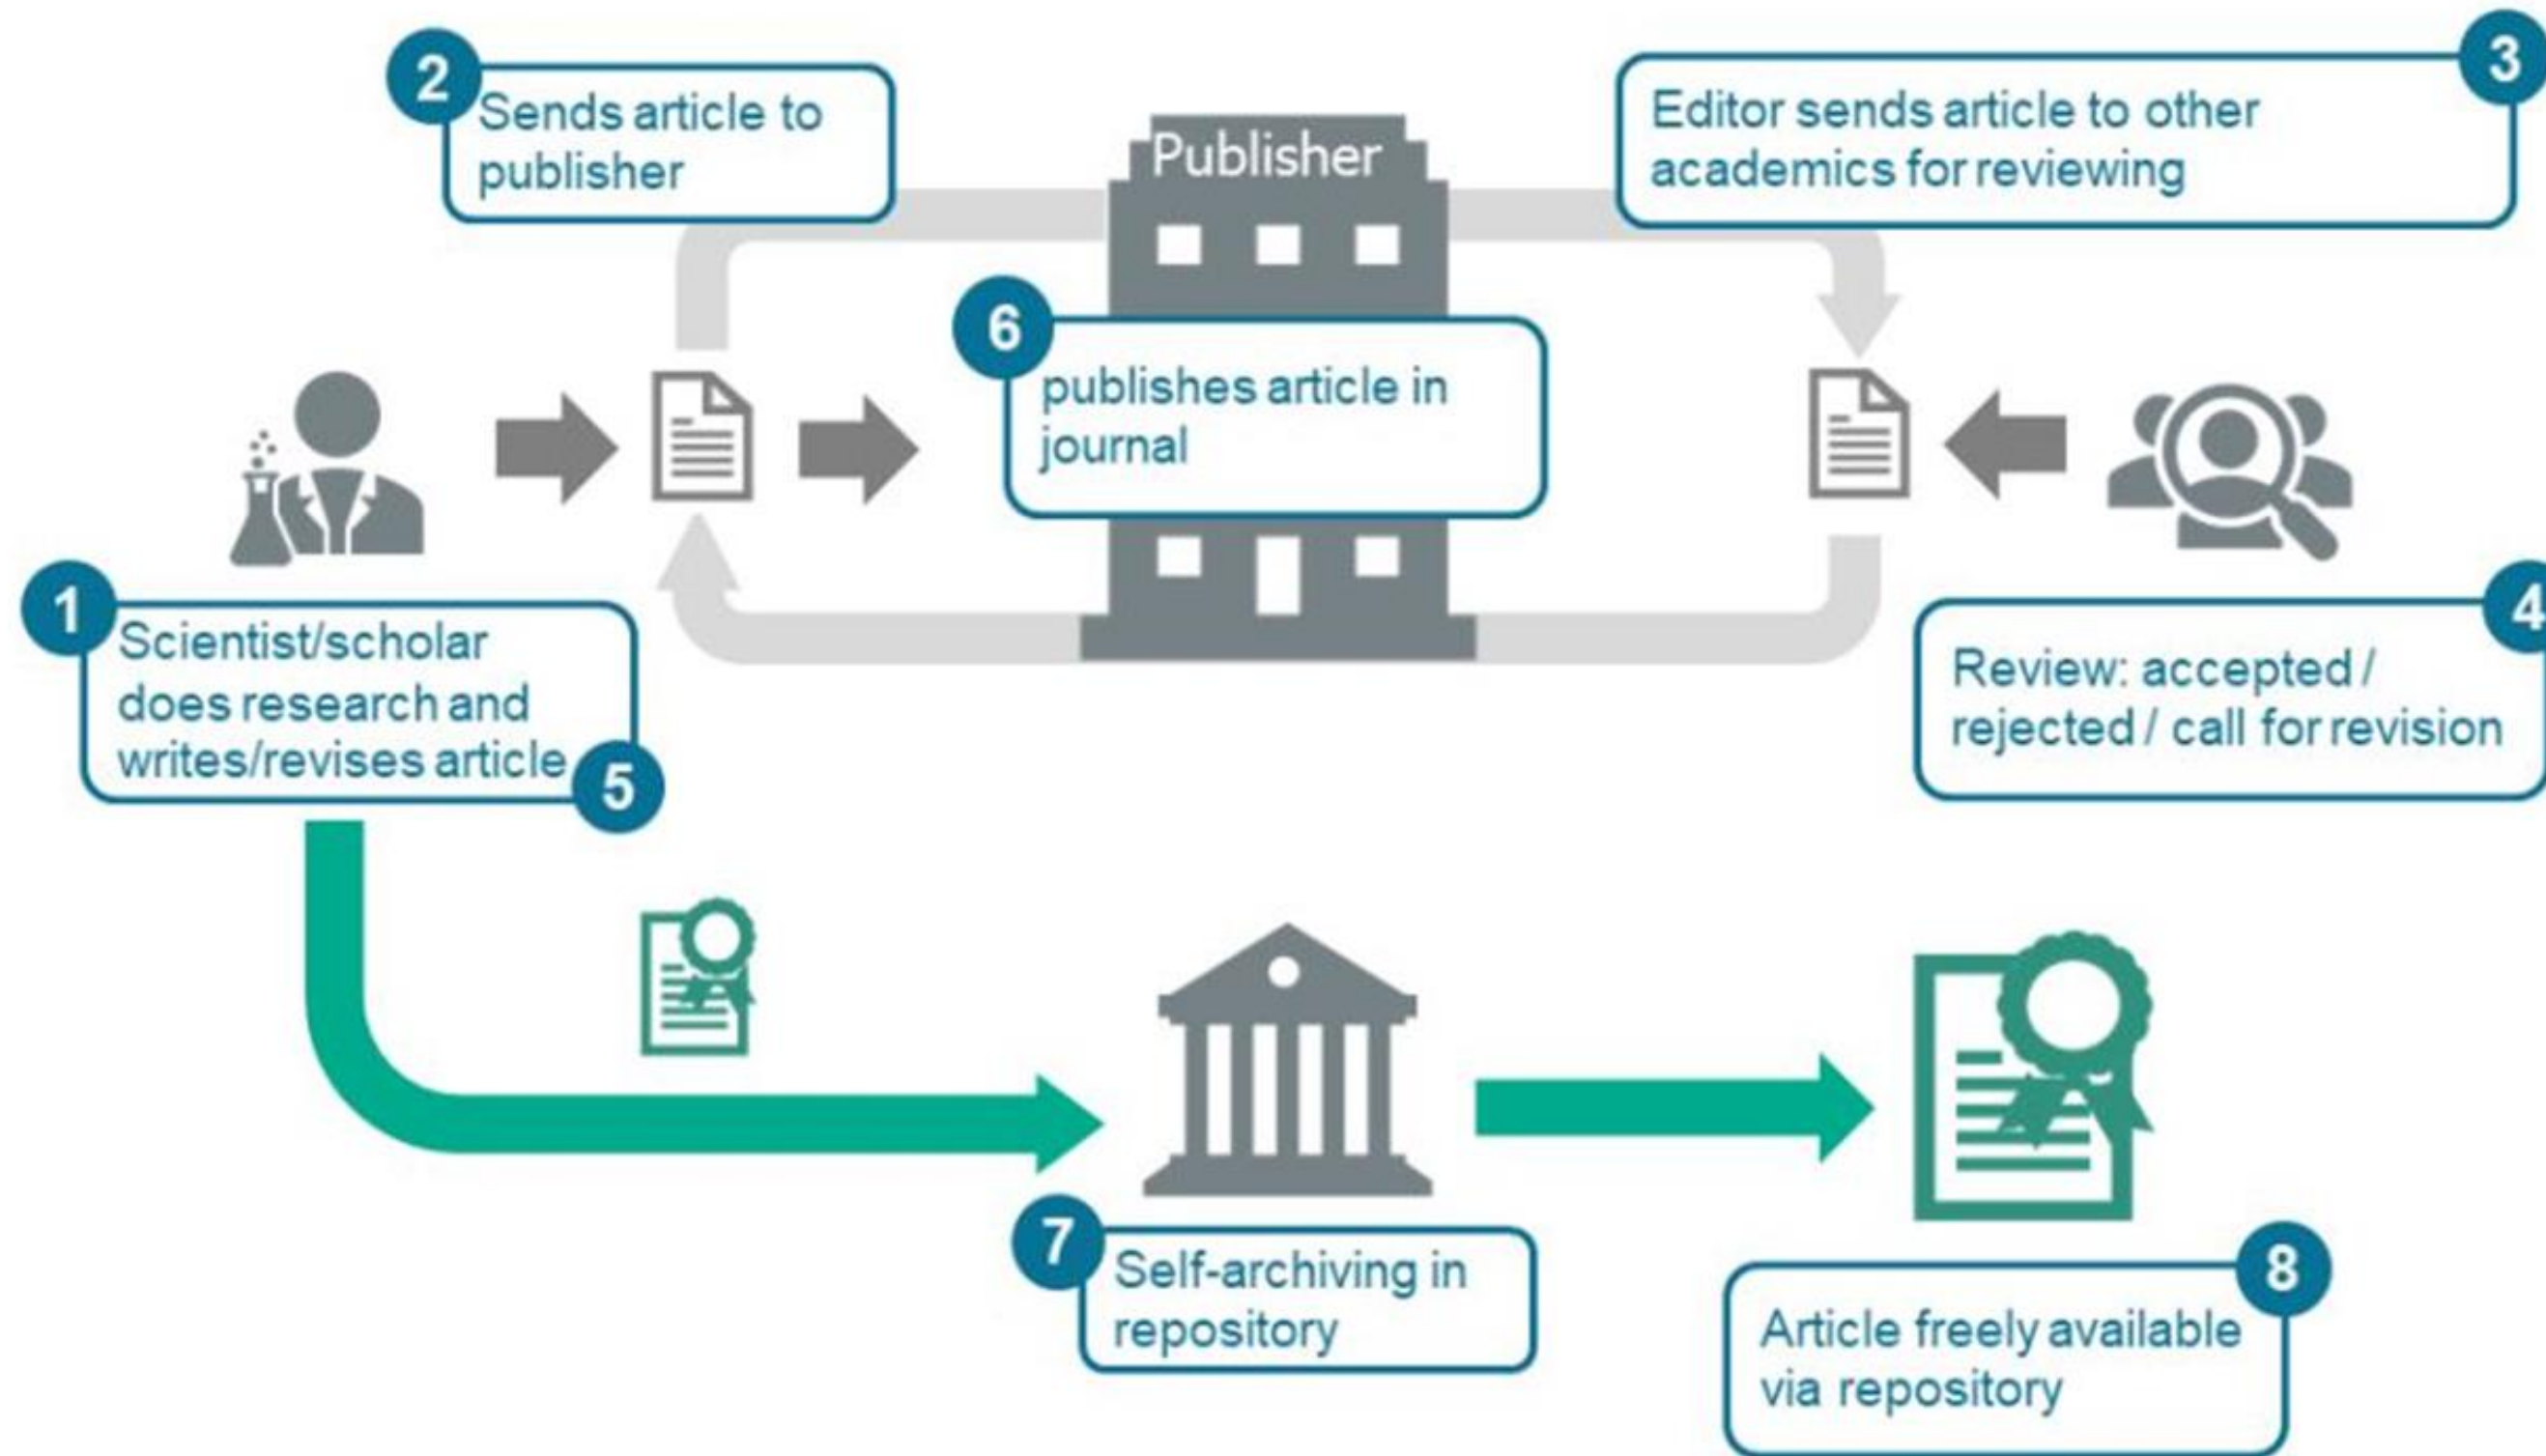 2
Sends article to
publisher
Publisher
3
Editor sends article to other
academics for reviewing
6
publishes article in
journal
1
Scientist/scholar
does research and
writes/revises article
5
4
Review: accepted /
rejected / call for revision
7
Self-archiving in
repository
8
Article freely available
via repository